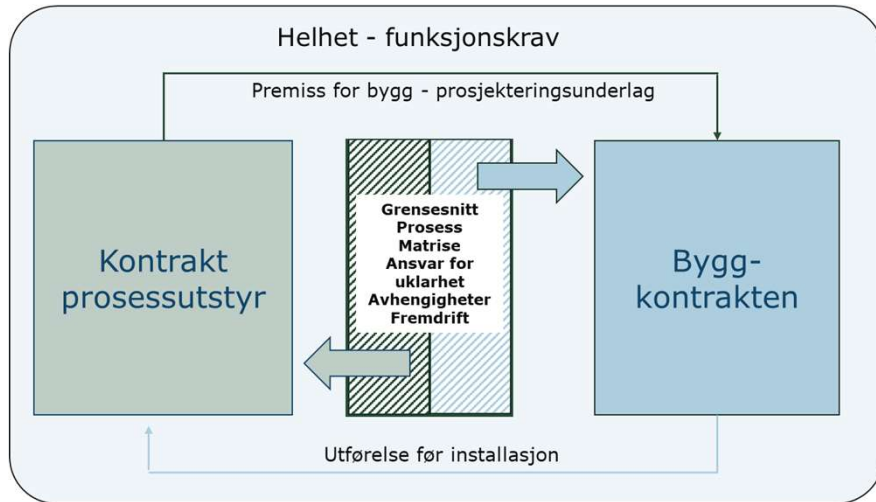 Helhet - funksjonskrav
Premiss for bygg - prosjekteringsunderlag
Kontrakt
prosessutstyr
Grensesnitt
Prosess
Matrise
Ansvar for
uklarhet
Avhengigheter
Fremdrift
Bygg-
kontrakten
Utførelse før installasjon